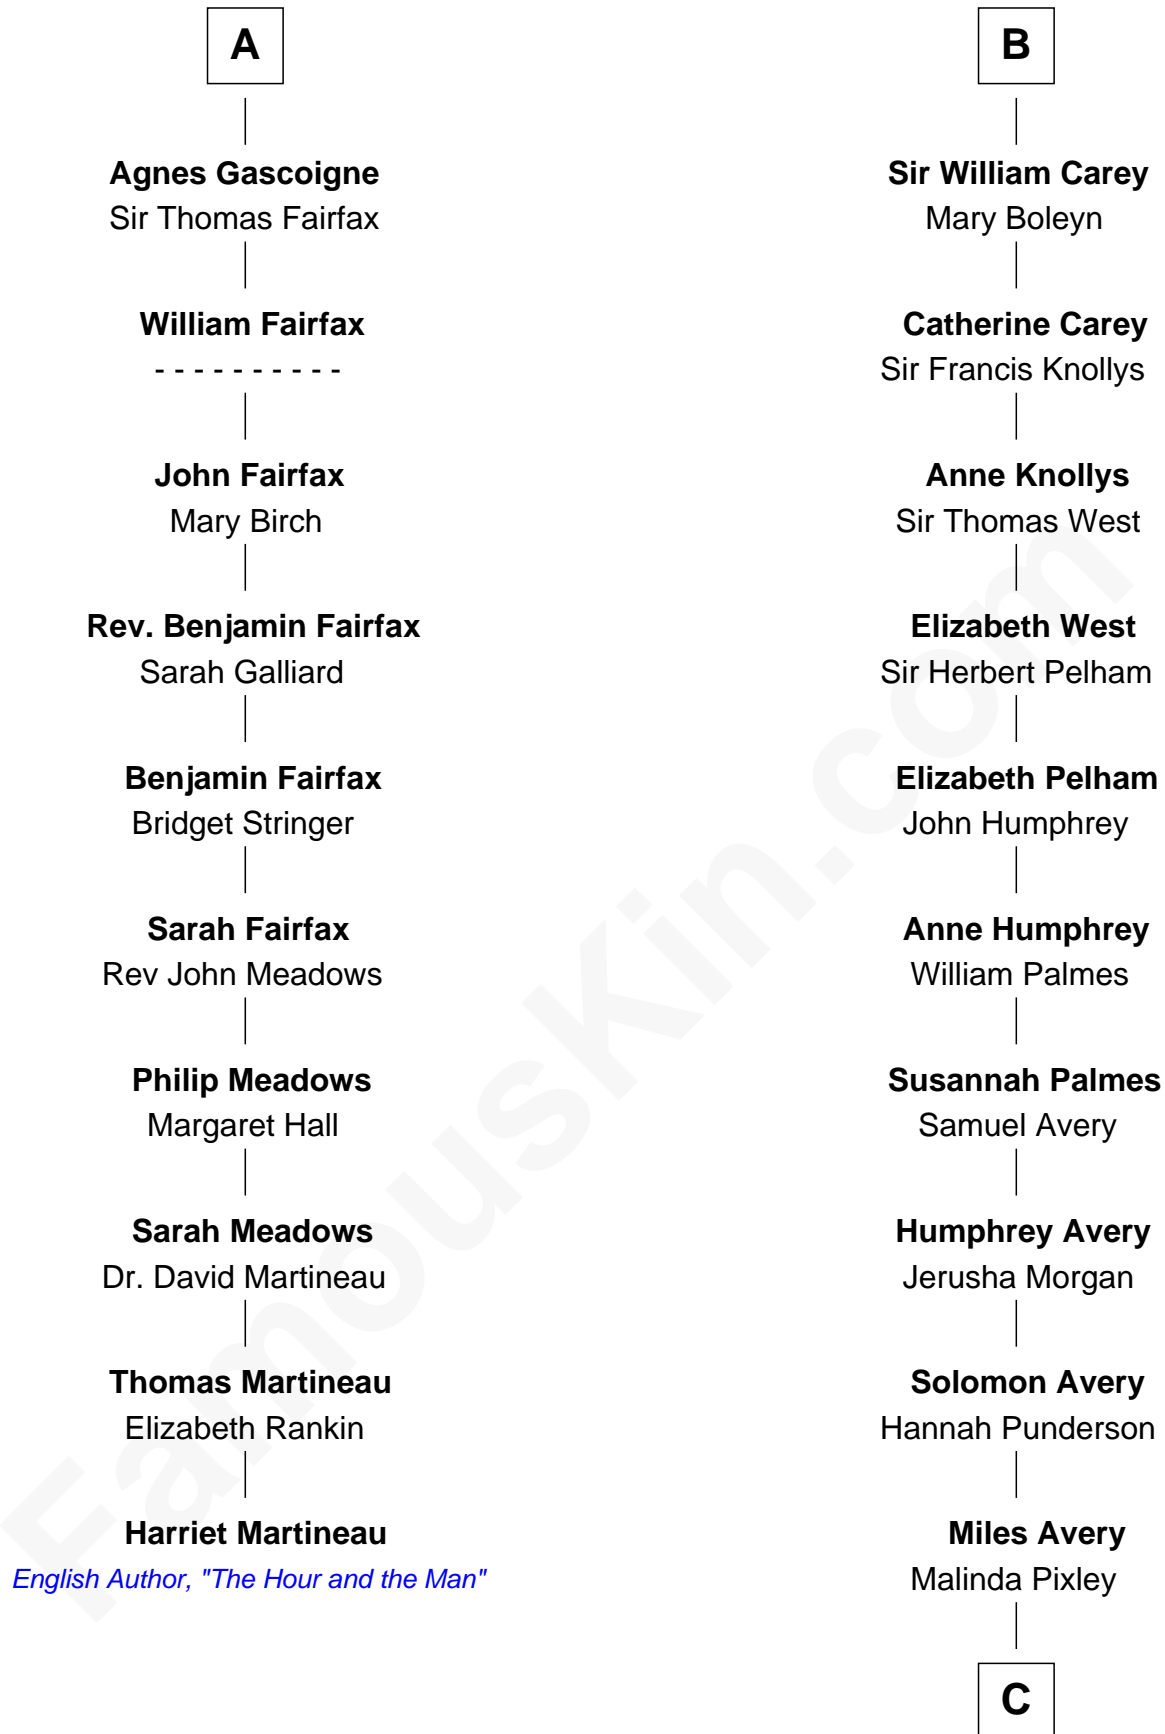 A
Agnes Gascoigne
Sir Thomas Fairfax
William Fairfax
- - - - - - - - - -
John Fairfax
Mary Birch
Rev. Benjamin Fairfax
Sarah Galliard
Benjamin Fairfax
Bridget Stringer
Sarah Fairfax
Rev John Meadows
Philip Meadows
Margaret Hall
Sarah Meadows
Dr. David Martineau
Thomas Martineau
Elizabeth Rankin
Harriet Martineau
English Author, "The Hour and the Man"
B
Sir William Carey
Mary Boleyn
Catherine Carey
Sir Francis Knollys
Anne Knollys
Sir Thomas West
Elizabeth West
Sir Herbert Pelham
Elizabeth Pelham
John Humphrey
Anne Humphrey
William Palmes
Susannah Palmes
Samuel Avery
Humphrey Avery
Jerusha Morgan
Solomon Avery
Hannah Punderson
Miles Avery
Malinda Pixley
C
FamousKin.com